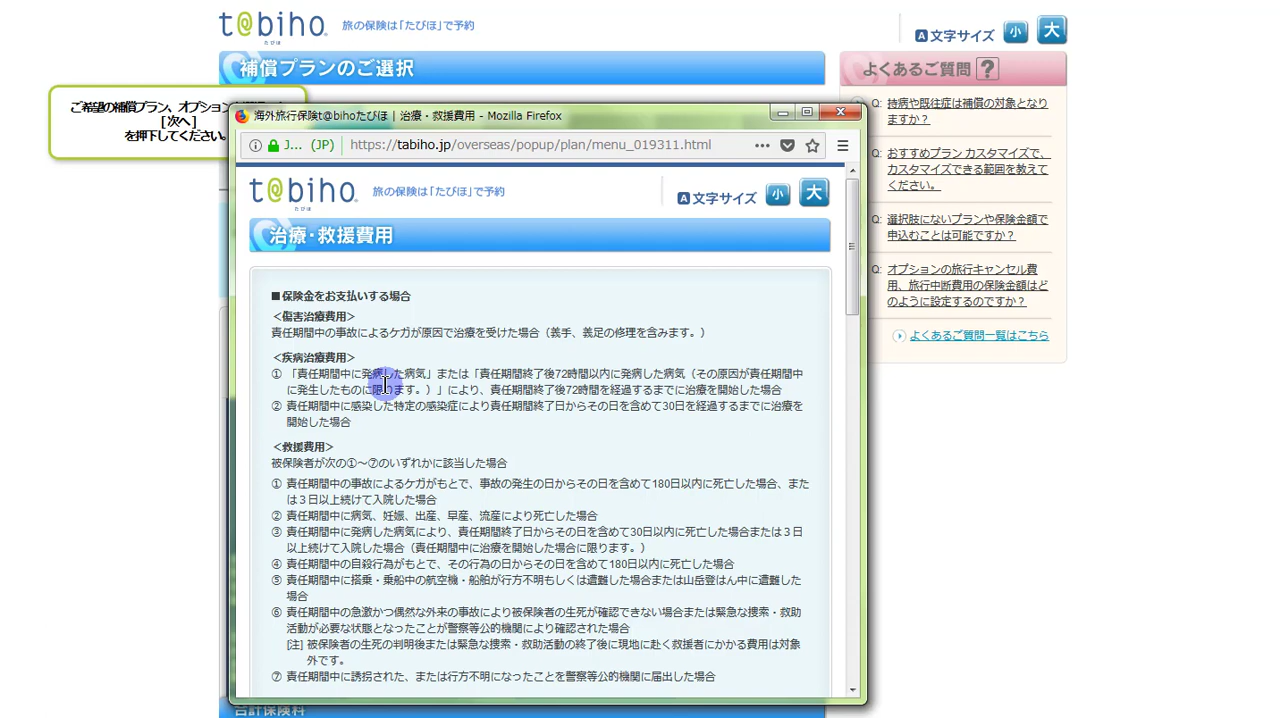 t@biho たびほ 旅の保険は「たびほ」で予約
A文字サイズ 小 大
補償プランのご選択
よくあるご質問 ?
ご希望の補償プラン、オプション
[次へ]
を押下してください。
Q: 持病や既往症は補償の対象となり
ますか?
Q: おすすめプラン カスタマイズで、
カスタマイズできる範囲を教えて
ください。
Q: 選択肢にないプランや保険金額で
申込むことは可能ですか?
Q: オプションの旅行キャンセル費
用、旅行中断費用の保険金額はど
のように設定するのですか?
よくあるご質問一覧はこちら
海外旅行保険t@bihoたびほ | 治療・救援費用 - Mozilla Firefox
J... (JP) https://tabiho.jp/overseas/popup/plan/menu_019311.html
t@biho たびほ 旅の保険は「たびほ」で予約
A文字サイズ 小 大
治療・救援費用
■保険金をお支払いする場合
<傷害治療費用>
責任期間中の事故によるケガが原因で治療を受けた場合(義手、義足の修理を含みます。)
<疾病治療費用>
① 「責任期間中に発病した病気」または「責任期間終了後72時間以内に発病した病気(その原因が責任期間中
に発生したものに限ります。)」により、責任期間終了後72時間を経過するまでに治療を開始した場合
② 責任期間中に感染した特定の感染症により責任期間終了日からその日を含めて30日を経過するまでに治療を
開始した場合
<救援費用>
被保険者が次の①~⑦のいずれかに該当した場合
① 責任期間中の事故によるケガがもとで、事故の発生の日からその日を含めて180日以内に死亡した場合、また
は3日以上続けて入院した場合
② 責任期間中に病気、妊娠、出産、早産、流産により死亡した場合
③ 責任期間中に発病した病気により、責任期間終了日からその日を含めて30日以内に死亡した場合または3日
以上続けて入院した場合(責任期間中に治療を開始した場合に限ります。)
④ 責任期間中の自殺行為がもとで、その行為の日からその日を含めて180日以内に死亡した場合
⑤ 責任期間中に搭乗・乗船中の航空機・船舶が行方不明もしくは遭難した場合または山岳登はん中に遭難した
場合
⑥ 責任期間中の急激かつ偶然な外来の事故により被保険者の生死が確認できない場合または緊急な捜索・救助
活動が必要な状態となったことが警察等公的機関により確認された場合
[注] 被保険者の生死の判明後または緊急な捜索・救助活動の終了後に現地に赴く救援者にかかる費用は対象
外です。
⑦ 責任期間中に誘拐された、または行方不明になったことを警察等公的機関に届出した場合
合計保険料